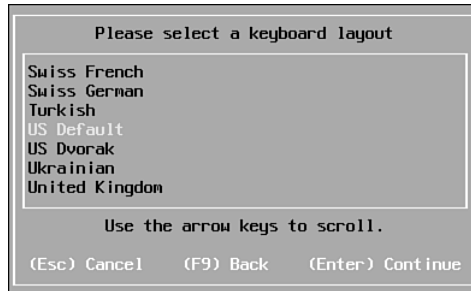 Please select a keyboard layout
Swiss French
Swiss German
Turkish
US Default
US Dvorak
Ukrainian
United Kingdom
Use the arrow keys to scroll.
(Esc) Cancel (F9) Back (Enter) Continue